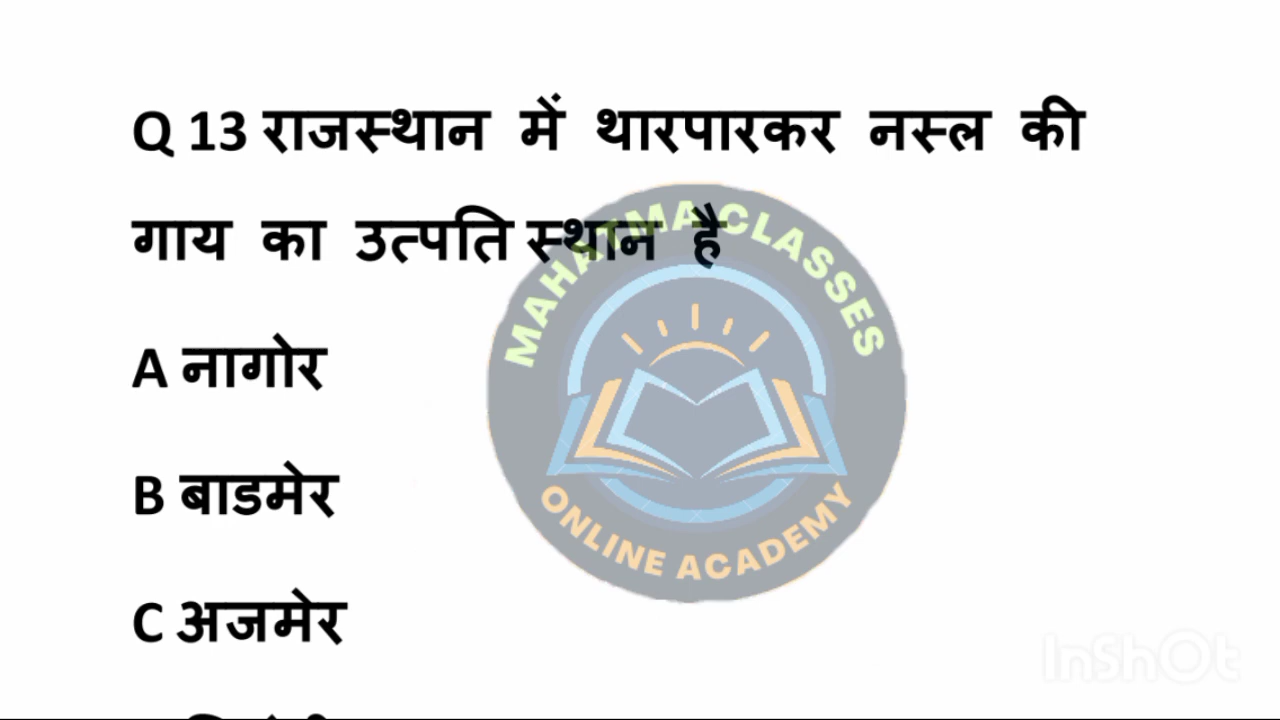 Q 13 राजस्थान में थारपारकर नस्ल की
गाय का उत्पति स्थान है
MAHATMA CLASSES
A नागोर
B बाडमेर
ONLINE ACADEMY
C अजमेर
InShOt